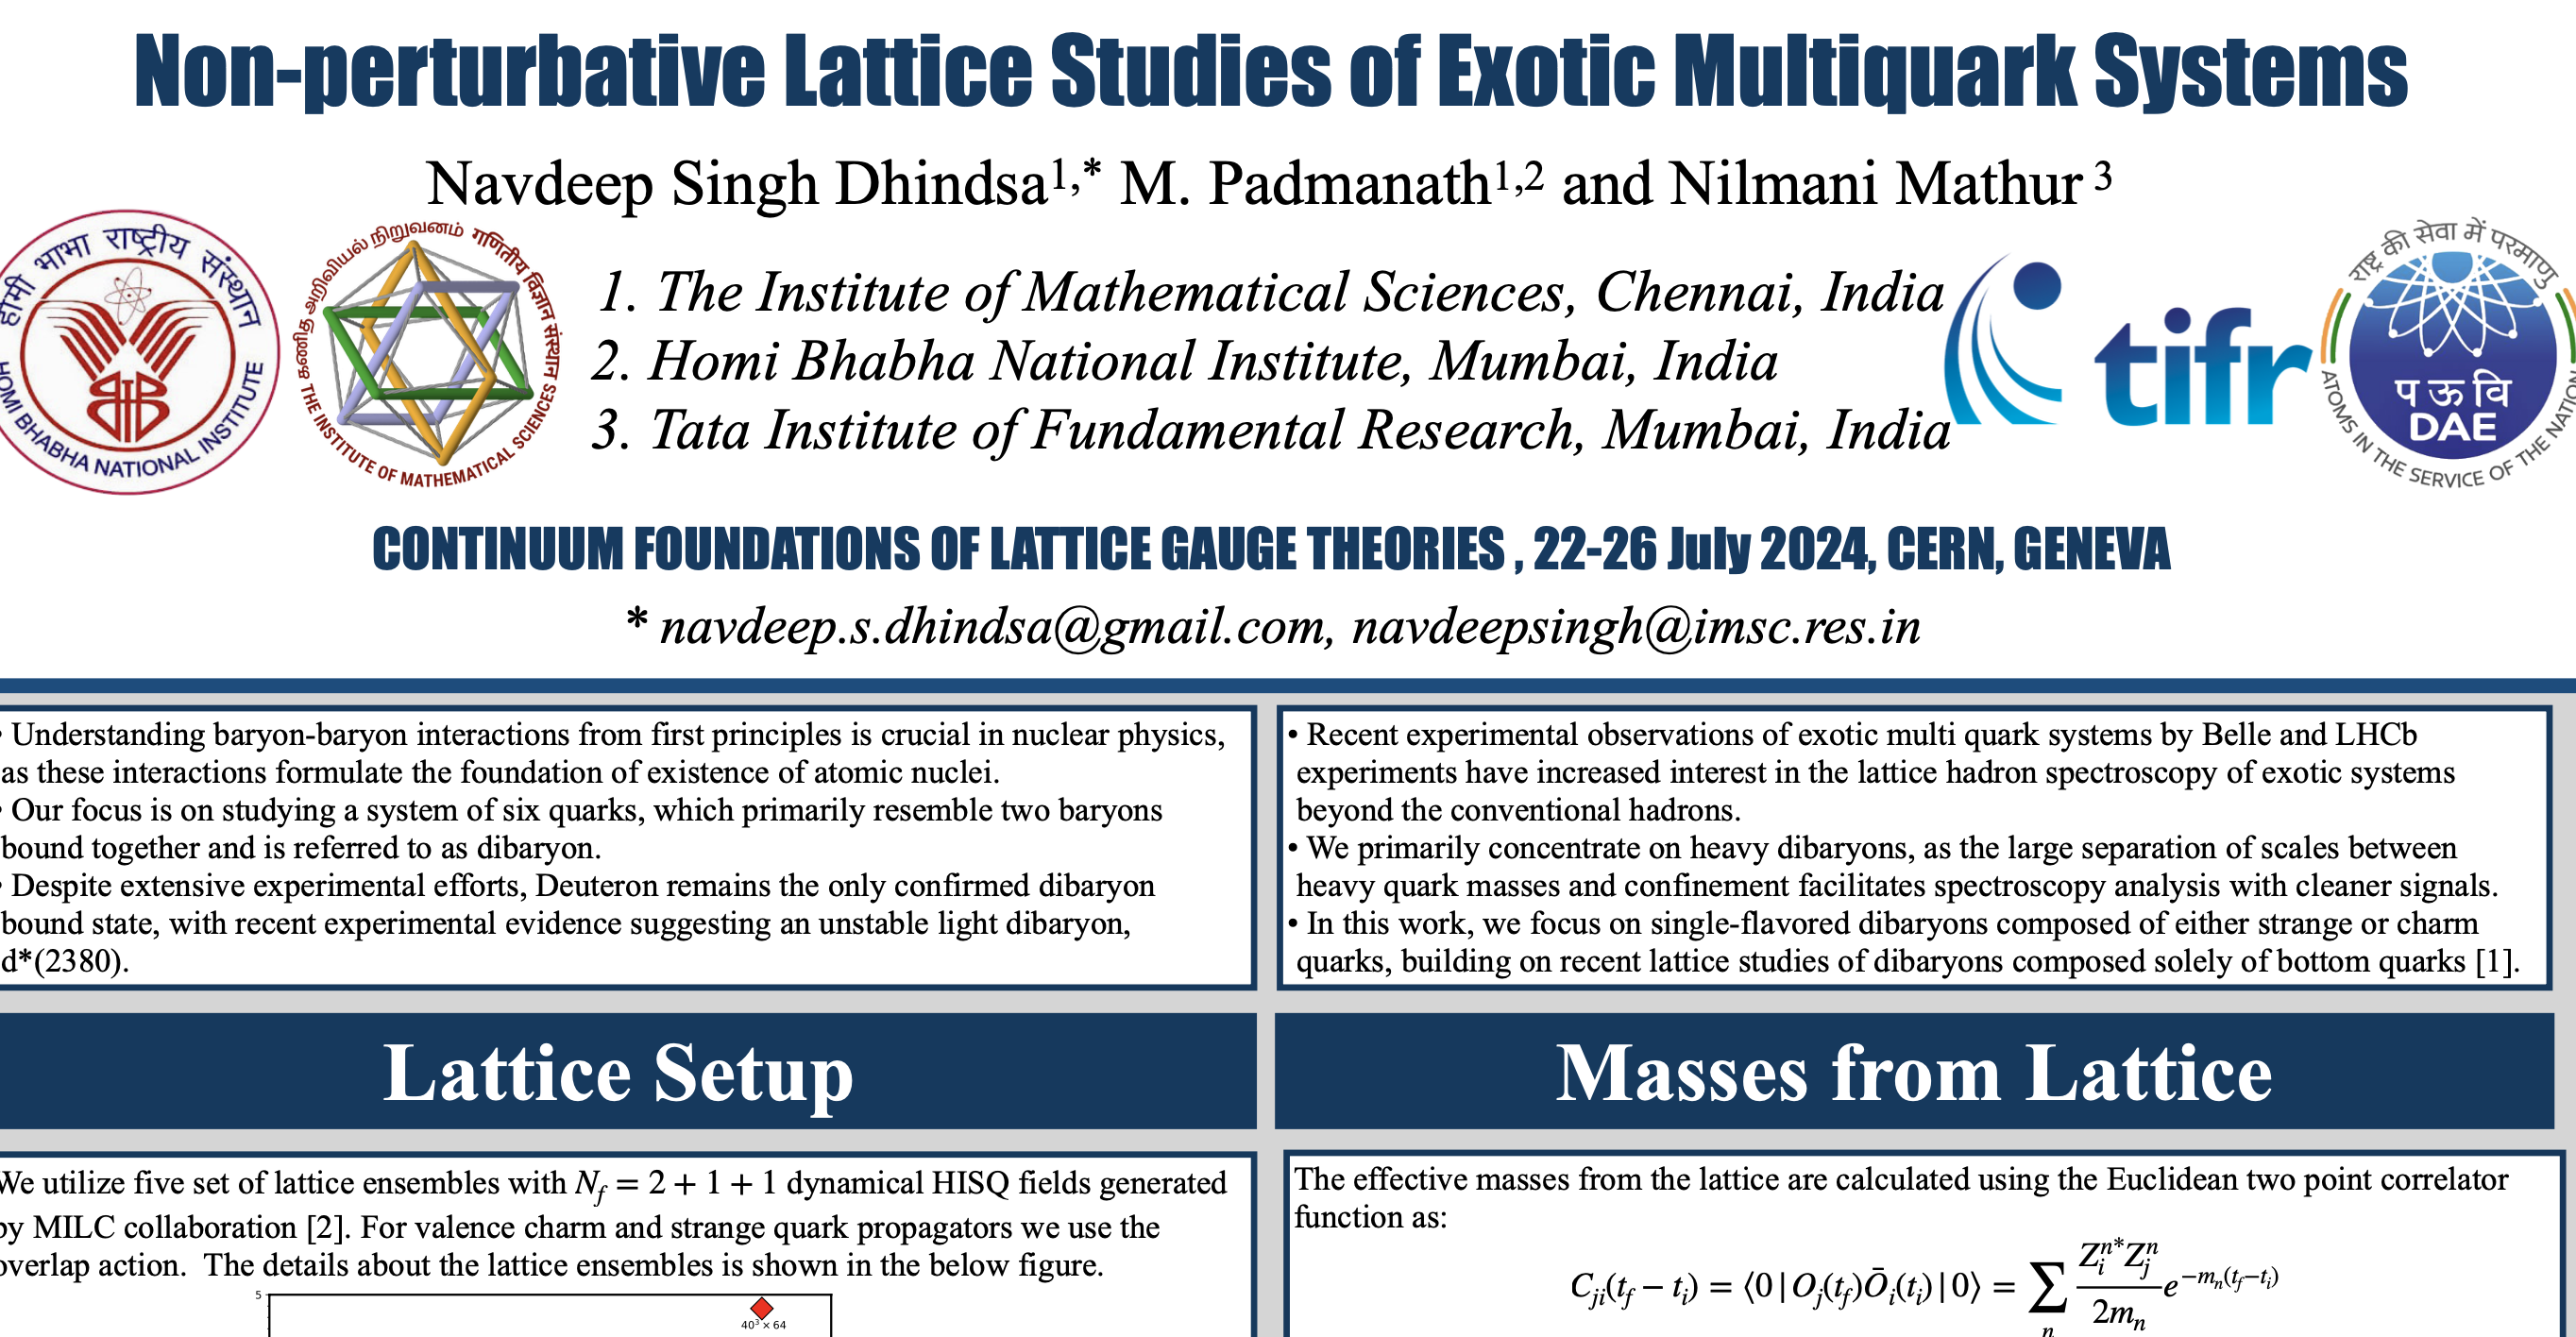 Non-perturbative Lattice Studies of Exotic Multiquark Systems
Navdeep Singh Dhindsa1,* M. Padmanath1,2 and Nilmani Mathur 3
होमी भाभा राष्ट्रीय संस्थान
HOMI BHABHA NATIONAL INSTITUTE
கணித அறிவியல் நிறுவனம் गणितीय विज्ञान संस्थान
THE INSTITUTE OF MATHEMATICAL SCIENCES
1. The Institute of Mathematical Sciences, Chennai, India
2. Homi Bhabha National Institute, Mumbai, India
3. Tata Institute of Fundamental Research, Mumbai, India
tifr
राष्ट्र की सेवा में परमाणु
प ऊ वि
DAE
ATOMS IN THE SERVICE OF THE NATION
CONTINUUM FOUNDATIONS OF LATTICE GAUGE THEORIES , 22-26 July 2024, CERN, GENEVA
* navdeep.s.dhindsa@gmail.com, navdeepsingh@imsc.res.in
• Understanding baryon-baryon interactions from first principles is crucial in nuclear physics,
as these interactions formulate the foundation of existence of atomic nuclei.
• Our focus is on studying a system of six quarks, which primarily resemble two baryons
bound together and is referred to as dibaryon.
• Despite extensive experimental efforts, Deuteron remains the only confirmed dibaryon
bound state, with recent experimental evidence suggesting an unstable light dibaryon,
d*(2380).
• Recent experimental observations of exotic multi quark systems by Belle and LHCb
experiments have increased interest in the lattice hadron spectroscopy of exotic systems
beyond the conventional hadrons.
• We primarily concentrate on heavy dibaryons, as the large separation of scales between
heavy quark masses and confinement facilitates spectroscopy analysis with cleaner signals.
• In this work, we focus on single-flavored dibaryons composed of either strange or charm
quarks, building on recent lattice studies of dibaryons composed solely of bottom quarks [1].
Lattice Setup
We utilize five set of lattice ensembles with N_f = 2 + 1 + 1 dynamical HISQ fields generated
by MILC collaboration [2]. For valence charm and strange quark propagators we use the
overlap action. The details about the lattice ensembles is shown in the below figure.
5
40³ × 64
Masses from Lattice
The effective masses from the lattice are calculated using the Euclidean two point correlator
function as:
C_{ji}(t_f − t_i) = ⟨0 | O_j(t_f)Ō_i(t_i) | 0⟩ = ∑_n \frac{Z_i^{n*} Z_j^n}{2m_n} e^{−m_n(t_f−t_i)}